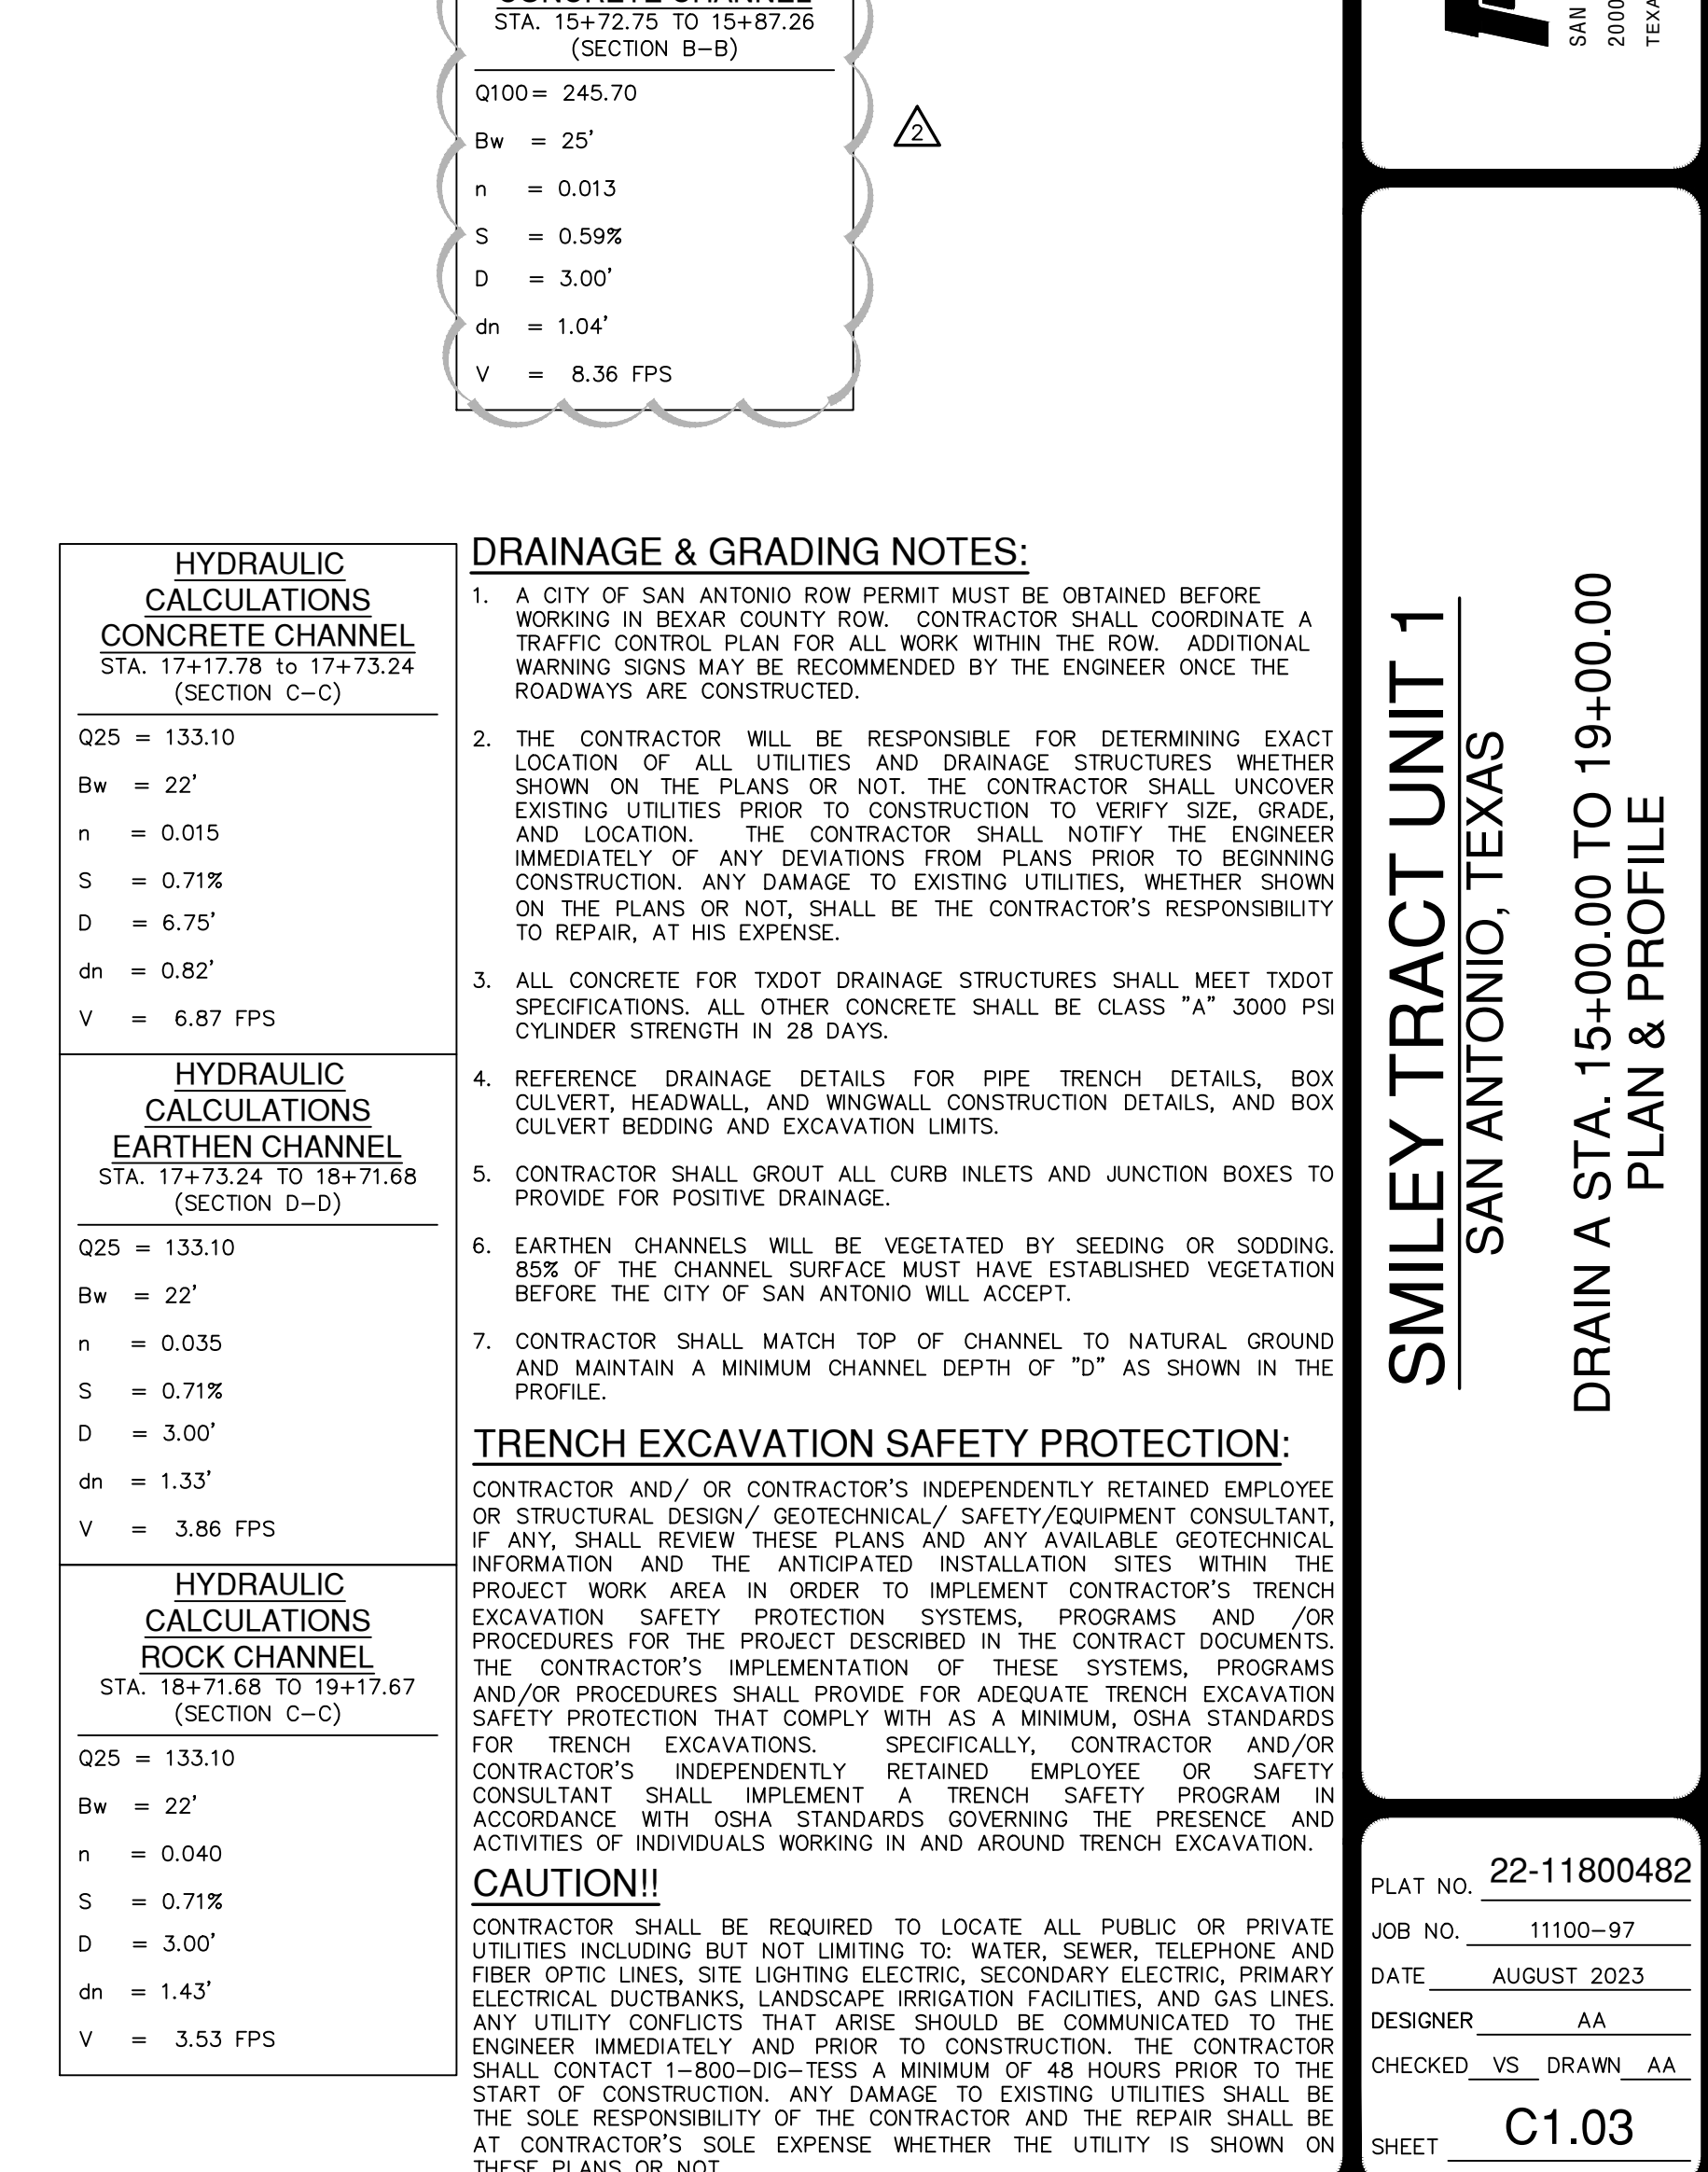 CONCRETE CHANNEL
STA. 15+72.75 TO 15+87.26
(SECTION B-B)
Q100= 245.70
Bw = 25'
n = 0.013
S = 0.59%
D = 3.00'
dn = 1.04'
V = 8.36 FPS
2
HYDRAULIC
CALCULATIONS
CONCRETE CHANNEL
STA. 17+17.78 to 17+73.24
(SECTION C-C)
Q25 = 133.10
Bw = 22'
n = 0.015
S = 0.71%
D = 6.75'
dn = 0.82'
V = 6.87 FPS
HYDRAULIC
CALCULATIONS
EARTHEN CHANNEL
STA. 17+73.24 TO 18+71.68
(SECTION D-D)
Q25 = 133.10
Bw = 22'
n = 0.035
S = 0.71%
D = 3.00'
dn = 1.33'
V = 3.86 FPS
HYDRAULIC
CALCULATIONS
ROCK CHANNEL
STA. 18+71.68 TO 19+17.67
(SECTION C-C)
Q25 = 133.10
Bw = 22'
n = 0.040
S = 0.71%
D = 3.00'
dn = 1.43'
V = 3.53 FPS
DRAINAGE & GRADING NOTES:
1. A CITY OF SAN ANTONIO ROW PERMIT MUST BE OBTAINED BEFORE
WORKING IN BEXAR COUNTY ROW. CONTRACTOR SHALL COORDINATE A
TRAFFIC CONTROL PLAN FOR ALL WORK WITHIN THE ROW. ADDITIONAL
WARNING SIGNS MAY BE RECOMMENDED BY THE ENGINEER ONCE THE
ROADWAYS ARE CONSTRUCTED.
2. THE CONTRACTOR WILL BE RESPONSIBLE FOR DETERMINING EXACT
LOCATION OF ALL UTILITIES AND DRAINAGE STRUCTURES WHETHER
SHOWN ON THE PLANS OR NOT. THE CONTRACTOR SHALL UNCOVER
EXISTING UTILITIES PRIOR TO CONSTRUCTION TO VERIFY SIZE, GRADE,
AND LOCATION. THE CONTRACTOR SHALL NOTIFY THE ENGINEER
IMMEDIATELY OF ANY DEVIATIONS FROM PLANS PRIOR TO BEGINNING
CONSTRUCTION. ANY DAMAGE TO EXISTING UTILITIES, WHETHER SHOWN
ON THE PLANS OR NOT, SHALL BE THE CONTRACTOR'S RESPONSIBILITY
TO REPAIR, AT HIS EXPENSE.
3. ALL CONCRETE FOR TXDOT DRAINAGE STRUCTURES SHALL MEET TXDOT
SPECIFICATIONS. ALL OTHER CONCRETE SHALL BE CLASS "A" 3000 PSI
CYLINDER STRENGTH IN 28 DAYS.
4. REFERENCE DRAINAGE DETAILS FOR PIPE TRENCH DETAILS, BOX
CULVERT, HEADWALL, AND WINGWALL CONSTRUCTION DETAILS, AND BOX
CULVERT BEDDING AND EXCAVATION LIMITS.
5. CONTRACTOR SHALL GROUT ALL CURB INLETS AND JUNCTION BOXES TO
PROVIDE FOR POSITIVE DRAINAGE.
6. EARTHEN CHANNELS WILL BE VEGETATED BY SEEDING OR SODDING.
85% OF THE CHANNEL SURFACE MUST HAVE ESTABLISHED VEGETATION
BEFORE THE CITY OF SAN ANTONIO WILL ACCEPT.
7. CONTRACTOR SHALL MATCH TOP OF CHANNEL TO NATURAL GROUND
AND MAINTAIN A MINIMUM CHANNEL DEPTH OF "D" AS SHOWN IN THE
PROFILE.
TRENCH EXCAVATION SAFETY PROTECTION:
CONTRACTOR AND/ OR CONTRACTOR'S INDEPENDENTLY RETAINED EMPLOYEE
OR STRUCTURAL DESIGN/ GEOTECHNICAL/ SAFETY/EQUIPMENT CONSULTANT,
IF ANY, SHALL REVIEW THESE PLANS AND ANY AVAILABLE GEOTECHNICAL
INFORMATION AND THE ANTICIPATED INSTALLATION SITES WITHIN THE
PROJECT WORK AREA IN ORDER TO IMPLEMENT CONTRACTOR'S TRENCH
EXCAVATION SAFETY PROTECTION SYSTEMS, PROGRAMS AND /OR
PROCEDURES FOR THE PROJECT DESCRIBED IN THE CONTRACT DOCUMENTS.
THE CONTRACTOR'S IMPLEMENTATION OF THESE SYSTEMS, PROGRAMS
AND/OR PROCEDURES SHALL PROVIDE FOR ADEQUATE TRENCH EXCAVATION
SAFETY PROTECTION THAT COMPLY WITH AS A MINIMUM, OSHA STANDARDS
FOR TRENCH EXCAVATIONS. SPECIFICALLY, CONTRACTOR AND/OR
CONTRACTOR'S INDEPENDENTLY RETAINED EMPLOYEE OR SAFETY
CONSULTANT SHALL IMPLEMENT A TRENCH SAFETY PROGRAM IN
ACCORDANCE WITH OSHA STANDARDS GOVERNING THE PRESENCE AND
ACTIVITIES OF INDIVIDUALS WORKING IN AND AROUND TRENCH EXCAVATION.
CAUTION!!
CONTRACTOR SHALL BE REQUIRED TO LOCATE ALL PUBLIC OR PRIVATE
UTILITIES INCLUDING BUT NOT LIMITING TO: WATER, SEWER, TELEPHONE AND
FIBER OPTIC LINES, SITE LIGHTING ELECTRIC, SECONDARY ELECTRIC, PRIMARY
ELECTRICAL DUCTBANKS, LANDSCAPE IRRIGATION FACILITIES, AND GAS LINES.
ANY UTILITY CONFLICTS THAT ARISE SHOULD BE COMMUNICATED TO THE
ENGINEER IMMEDIATELY AND PRIOR TO CONSTRUCTION. THE CONTRACTOR
SHALL CONTACT 1-800-DIG-TESS A MINIMUM OF 48 HOURS PRIOR TO THE
START OF CONSTRUCTION. ANY DAMAGE TO EXISTING UTILITIES SHALL BE
THE SOLE RESPONSIBILITY OF THE CONTRACTOR AND THE REPAIR SHALL BE
AT CONTRACTOR'S SOLE EXPENSE WHETHER THE UTILITY IS SHOWN ON
THESE PLANS OR NOT.
SAN
2000
SMILEY TRACT UNIT 1
SAN ANTONIO, TEXAS
DRAIN A STA. 15+00.00 TO 19+00.00
PLAN & PROFILE
PLAT NO. 22-11800482
JOB NO. 11100-97
DATE AUGUST 2023
DESIGNER AA
CHECKED VS DRAWN AA
SHEET C1.03